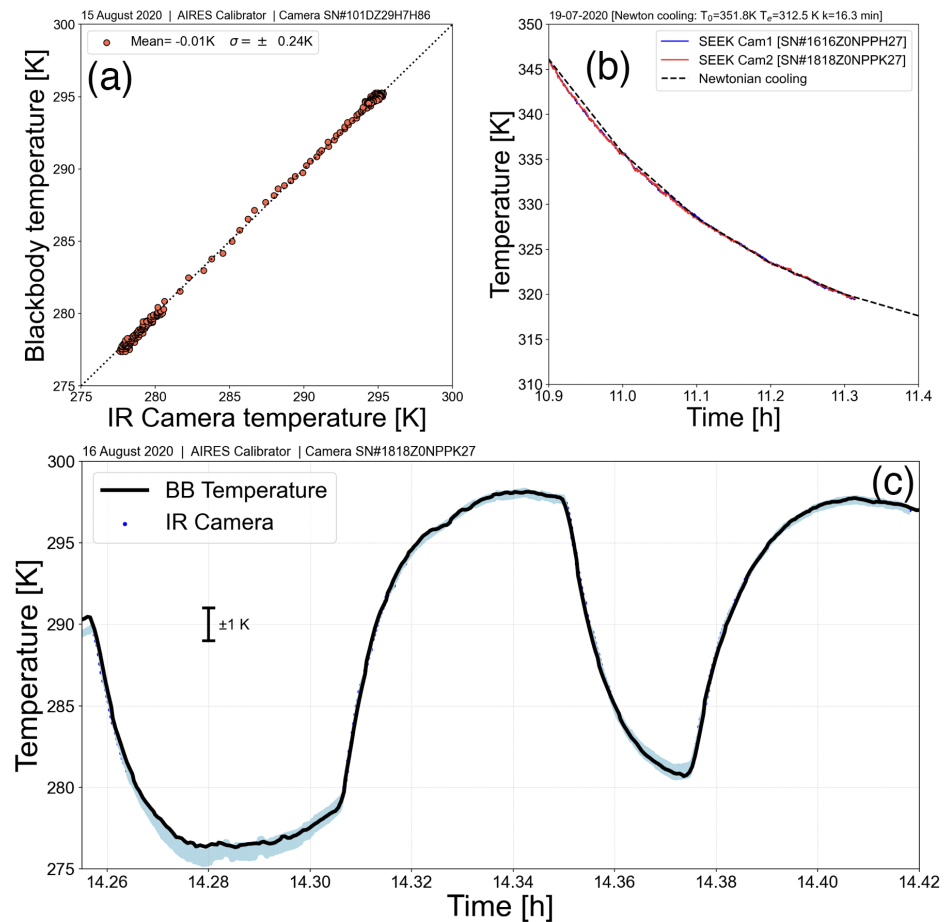 15 August 2020 | AIRES Calibrator | Camera SN#101DZ29H7H86
Mean= -0.01K σ= ± 0.24K
(a)
Blackbody temperature [K]
300
295
290
285
280
275
275 280 285 290 295 300
IR Camera temperature [K]
19-07-2020 [Newton cooling: T0=351.8K Te=312.5 K k=16.3 min]
SEEK Cam1 [SN#1616Z0NPPH27]
SEEK Cam2 [SN#1818Z0NPPK27]
Newtonian cooling
(b)
Temperature [K]
350
345
340
335
330
325
320
315
310
10.9 11.0 11.1 11.2 11.3 11.4
Time [h]
16 August 2020 | AIRES Calibrator | Camera SN#1818Z0NPPK27
BB Temperature
IR Camera
(c)
±1 K
Temperature [K]
300
295
290
285
280
275
14.26 14.28 14.30 14.32 14.34 14.36 14.38 14.40 14.42
Time [h]